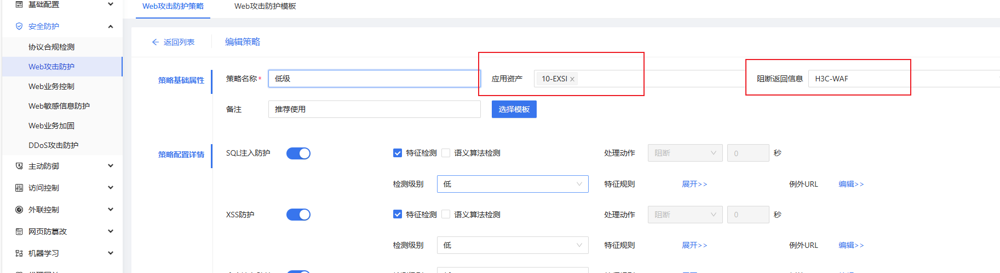 基础配置
Web攻击防护策略 Web攻击防护模板
安全防护
协议合规检测
返回列表 编辑策略
Web攻击防护
策略基础属性 策略名称* 低级 应用资产 10-EXSI × 阻断返回信息 H3C-WAF
Web业务控制
Web敏感信息防护
备注 推荐使用 选择模板
Web业务加固
DDoS攻击防护
策略配置详情 SQL注入防护 特征检测 语义算法检测 处理动作 阻断 0 秒
主动防御
访问控制
检测级别 低 特征规则 展开>> 例外URL 编辑>>
外联控制
XSS防护 特征检测 语义算法检测 处理动作 阻断 0 秒
网页防篡改
检测级别 低 特征规则 展开>> 例外URL 编辑>>
机器学习